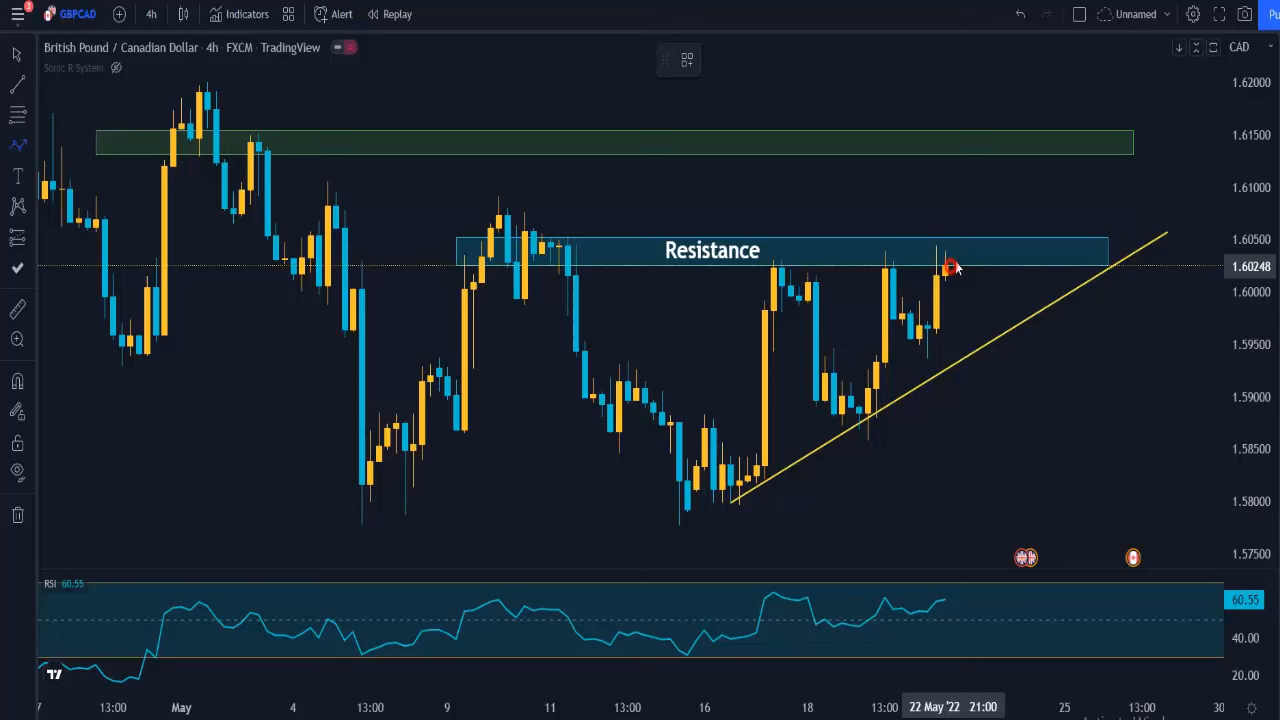 3
GBPCAD
4h
Indicators
Alert
Replay
Unnamed
British Pound / Canadian Dollar · 4h · FXCM · TradingView
CAD
Sonic R System
1.62000
1.61500
1.61000
1.60500
Resistance
1.60248
1.60000
1.59500
1.59000
1.58500
1.58000
1.57500
RSI 60.55
60.55
40.00
20.00
7 13:00 May 4 13:00 9 11 13:00 16 18 13:00 22 May '22 21:00 25 13:00 30